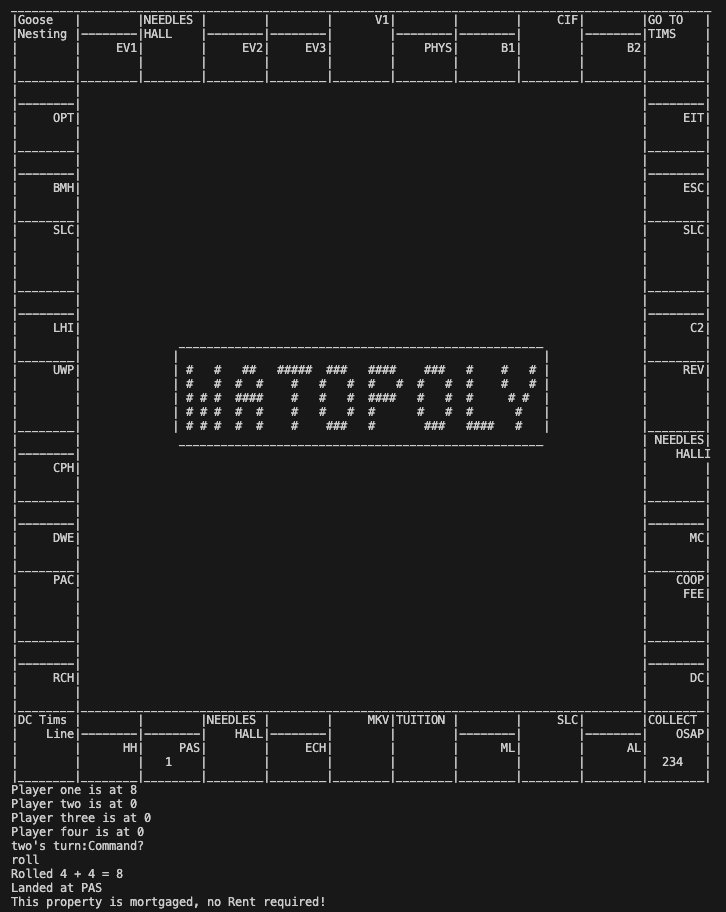 Goose NEEDLES V1 CIF GO TO
Nesting HALL TIMS
EV1 EV2 EV3 PHYS B1 B2
OPT EIT
BMH ESC
SLC SLC
LHI C2
UWP REV
WATOPOLY
NEEDLES
HALL
CPH
DWE MC
PAC COOP
FEE
RCH DC
DC Tims NEEDLES MKV TUITION SLC COLLECT
Line HALL OSAP
HH PAS ECH ML AL
1 234
Player one is at 8
Player two is at 0
Player three is at 0
Player four is at 0
two's turn:Command?
roll
Rolled 4 + 4 = 8
Landed at PAS
This property is mortgaged, no Rent required!